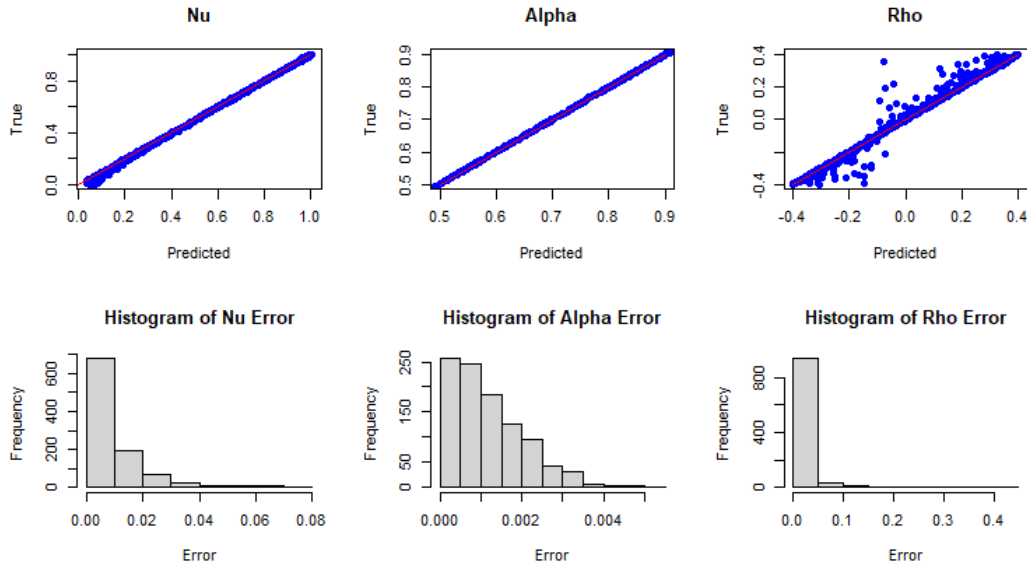 Nu
True
0.0 0.4 0.8
0.0 0.2 0.4 0.6 0.8 1.0
Predicted
Alpha
True
0.5 0.6 0.7 0.8 0.9
0.5 0.6 0.7 0.8 0.9
Predicted
Rho
True
-0.4 0.0 0.2 0.4
-0.4 -0.2 0.0 0.2 0.4
Predicted
Histogram of Nu Error
Frequency
0 200 400 600
0.00 0.02 0.04 0.06 0.08
Error
Histogram of Alpha Error
Frequency
0 50 150 250
0.000 0.002 0.004
Error
Histogram of Rho Error
Frequency
0 400 800
0.0 0.1 0.2 0.3 0.4
Error